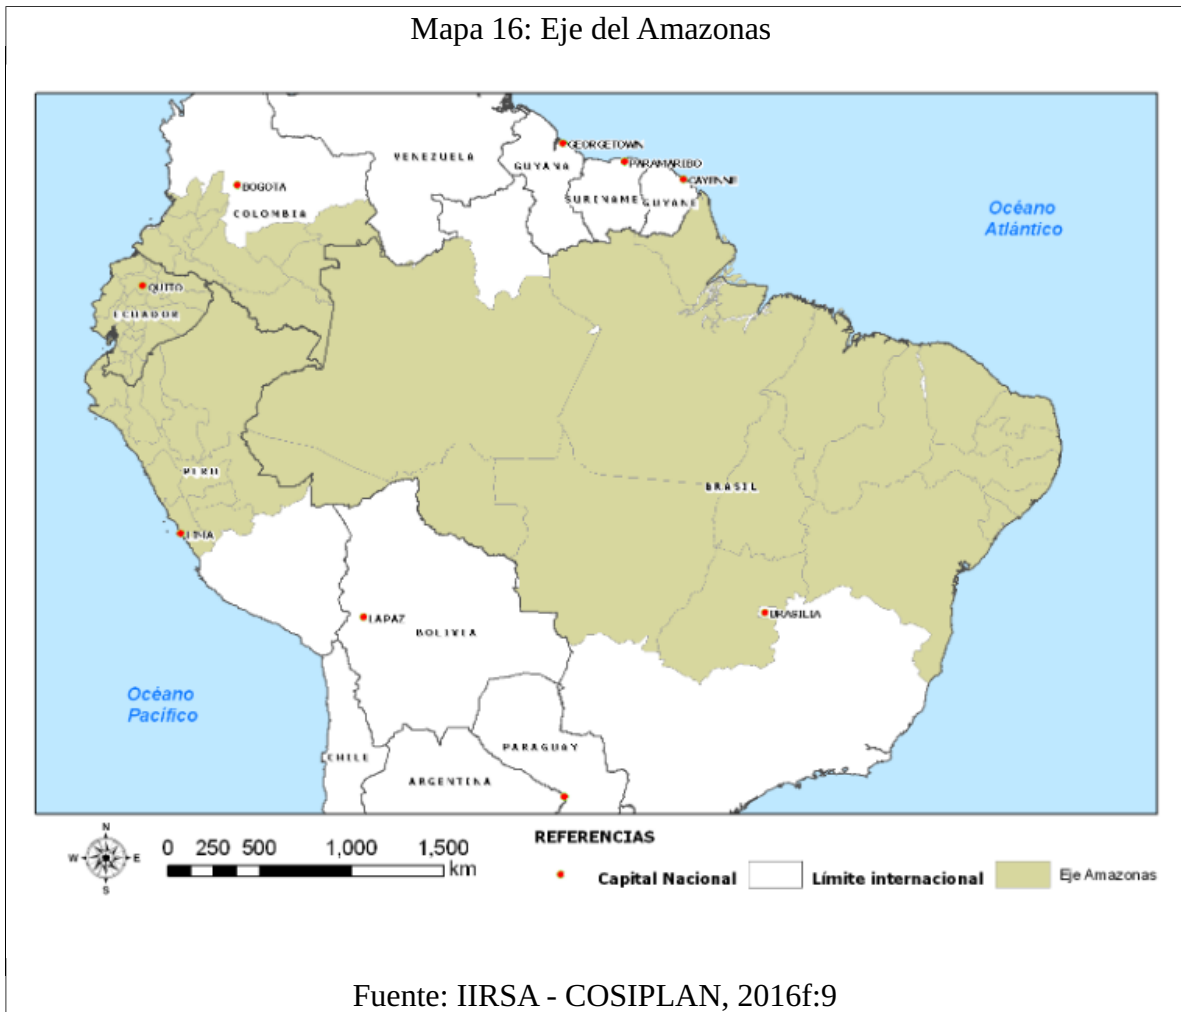 Mapa 16: Eje del Amazonas
GEORGETOWN
VENEZUELA
PARAMARIBO
GUYANA
CAYENNE
BOGOTA
SURINAME
GUYANE
COLOMBIA
Océano
Atlántico
QUITO
ECUADOR
PERU
BRASIL
LIMA
BRASILIA
LAPAZ
BOLIVIA
Océano
Pacífico
PARAGUAY
CHILE
ARGENTINA
REFERENCIAS
N
W
E
S
0 250 500 1,000 1,500
km
Capital Nacional
Límite internacional
Eje Amazonas
Fuente: IIRSA - COSIPLAN, 2016f:9